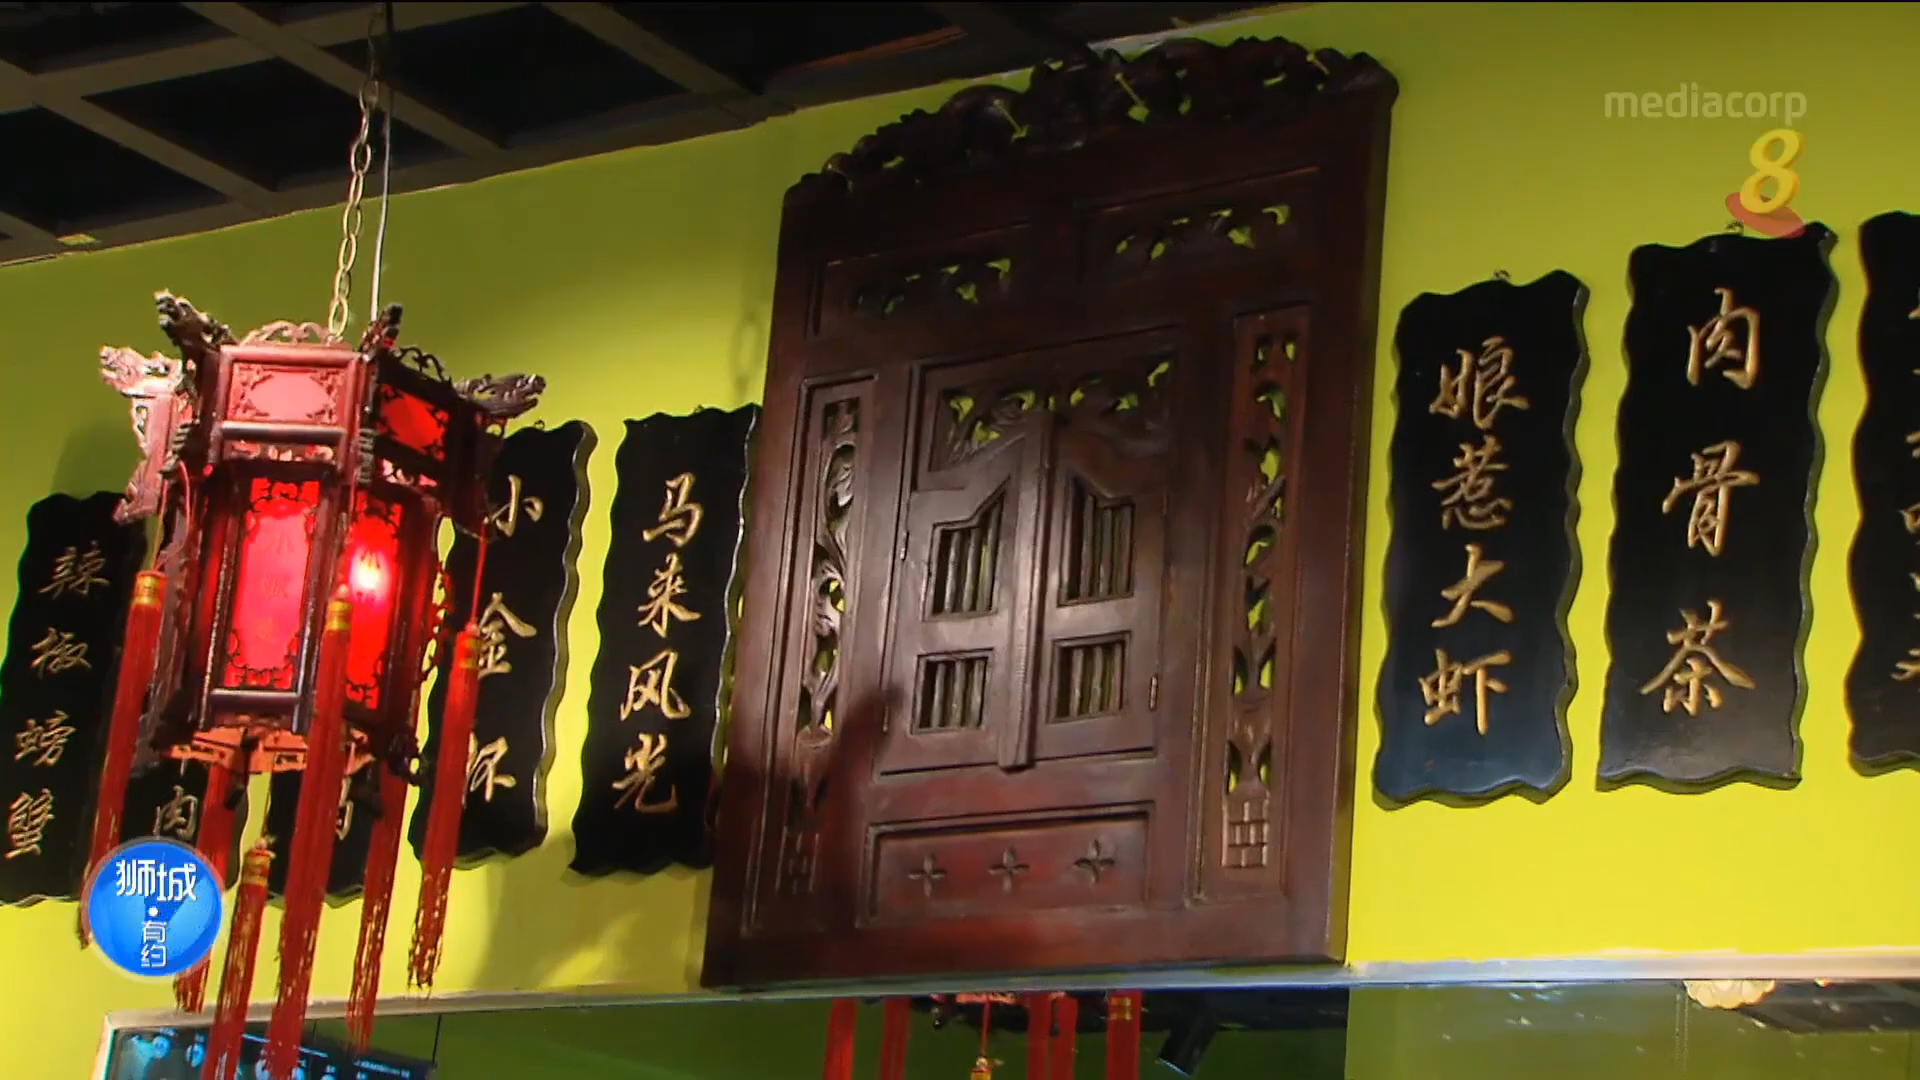 mediacorp
8
辣椒螃蟹
肉
小金杯
马来风光
娘惹大虾
肉骨茶
狮城
有约